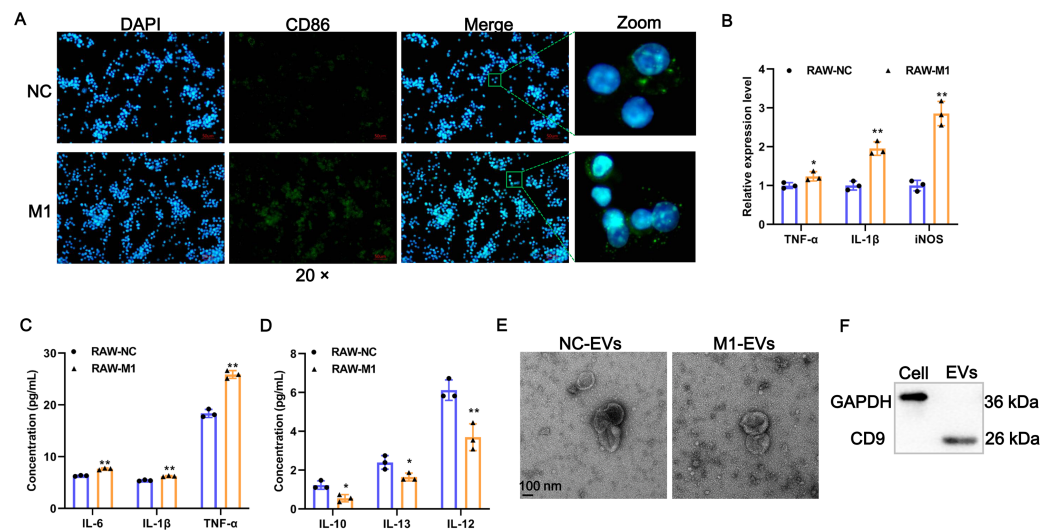 A
DAPI
CD86
Merge
Zoom
NC
M1
20 ×
B
RAW-NC
RAW-M1
Relative expression level
4
3
2
1
0
*
**
**
TNF-α
IL-1β
iNOS
C
RAW-NC
RAW-M1
Concentration (pg/mL)
30
20
10
0
**
**
**
IL-6
IL-1β
TNF-α
D
RAW-NC
RAW-M1
Concentration (pg/mL)
8
6
4
2
0
*
*
**
IL-10
IL-13
IL-12
E
NC-EVs
M1-EVs
100 nm
F
Cell
EVs
GAPDH
36 kDa
CD9
26 kDa